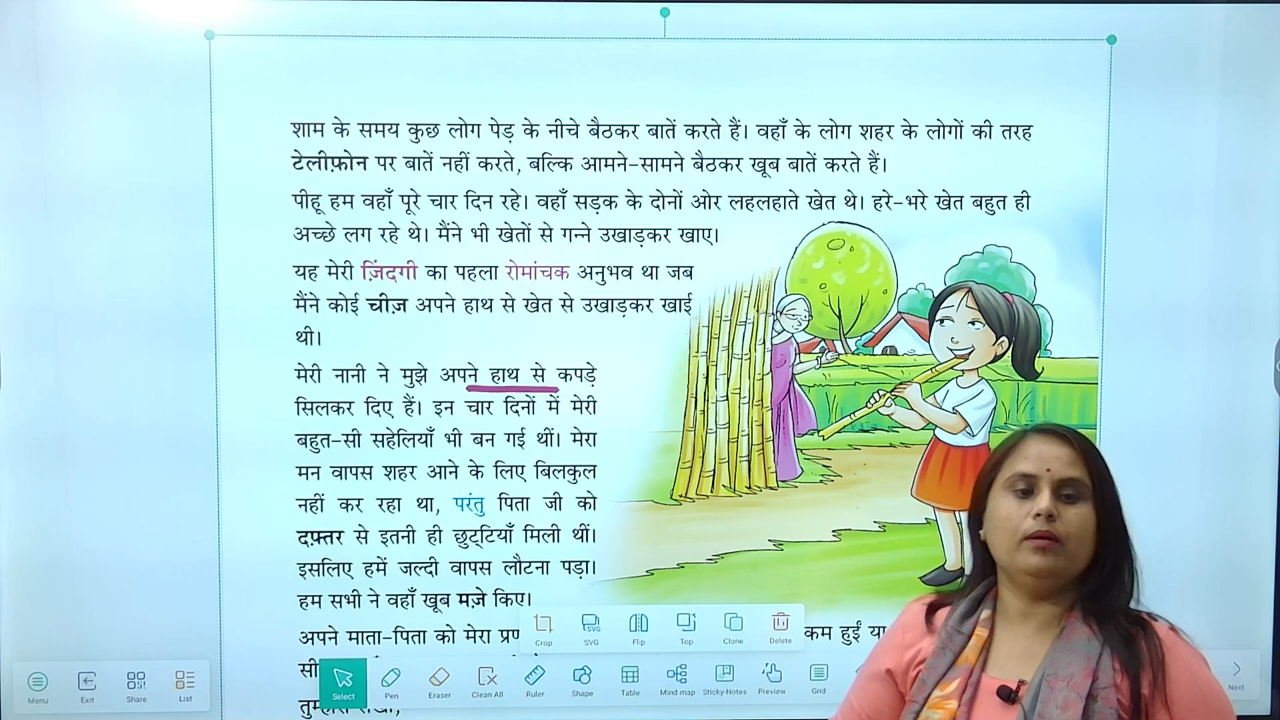 शाम के समय कुछ लोग पेड़ के नीचे बैठकर बातें करते हैं। वहाँ के लोग शहर के लोगों की तरह
टेलीफ़ोन पर बातें नहीं करते, बल्कि आमने-सामने बैठकर खूब बातें करते हैं।
पीहू हम वहाँ पूरे चार दिन रहे। वहाँ सड़क के दोनों ओर लहलहाते खेत थे। हरे-भरे खेत बहुत ही
अच्छे लग रहे थे। मैंने भी खेतों से गन्ने उखाड़कर खाए।
यह मेरी ज़िंदगी का पहला रोमांचक अनुभव था जब
मैंने कोई चीज़ अपने हाथ से खेत से उखाड़कर खाई
थी।
मेरी नानी ने मुझे अपने हाथ से कपड़े
सिलकर दिए हैं। इन चार दिनों में मेरी
बहुत-सी सहेलियाँ भी बन गई थीं। मेरा
मन वापस शहर आने के लिए बिलकुल
नहीं कर रहा था, परंतु पिता जी को
दफ़्तर से इतनी ही छुट्टियाँ मिली थीं।
इसलिए हमें जल्दी वापस लौटना पड़ा।
हम सभी ने वहाँ खूब मज़े किए।
अपने माता-पिता को मेरा कम हुईं या
Crop SVG Flip Top Clone Delete
Menu Exit Share List Select Pen Eraser Clean All Ruler Shape Table Mind map Sticky-Notes Preview Grid Next